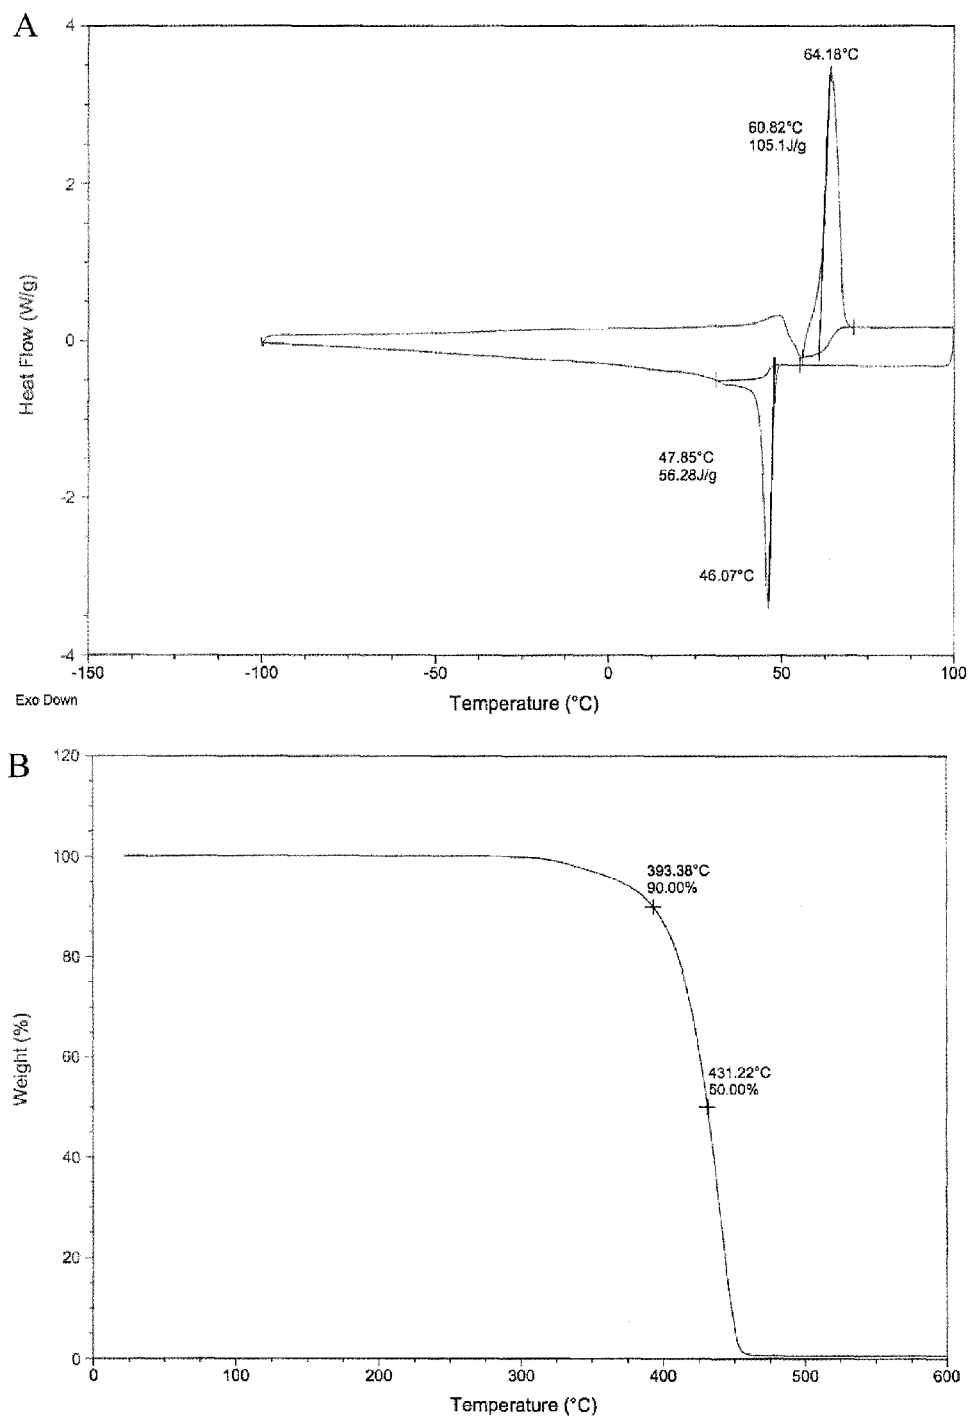 A
4
2
0
-2
-4
Heat Flow (W/g)
64.18°C
60.82°C
105.1J/g
47.85°C
56.28J/g
46.07°C
-150
-100
-50
0
50
100
Exo Down
Temperature (°C)
B
120
100
80
60
40
20
0
Weight (%)
393.38°C
90.00%
431.22°C
50.00%
0
100
200
300
400
500
600
Temperature (°C)